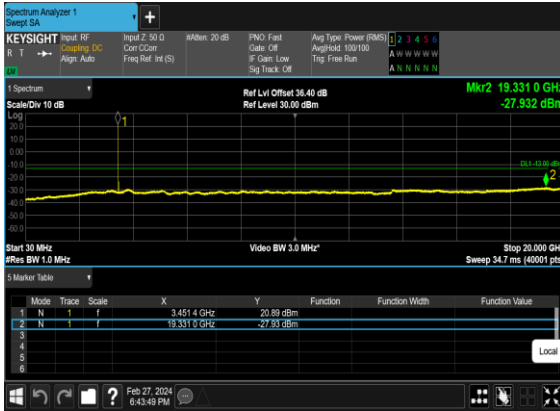 Spectrum Analyzer 1
Swept SA
+
KEYSIGHT
R T
Input: RF
Coupling: DC
Align: Auto
Input Z: 50 Ω
Corr CCorr
Freq Ref: Int (S)
#Atten: 20 dB
PNO: Fast
Gate: Off
IF Gain: Low
Sig Track: Off
Avg Type: Power (RMS)
Avg|Hold: 100/100
Trig: Free Run
1 2 3 4 5 6
A W W W W W
A N N N N N
1 Spectrum
Scale/Div 10 dB
Ref Lvl Offset 36.40 dB
Ref Level 30.00 dBm
Mkr2 19.331 0 GHz
-27.932 dBm
Log
20.0
10.0
0.00
-10.0
-20.0
-30.0
-40.0
-50.0
-60.0
1
DL1 -13.00 dBm
2
Start 30 MHz
#Res BW 1.0 MHz
Video BW 3.0 MHz*
Stop 20.000 GHz
Sweep 34.7 ms (40001 pts)
5 Marker Table
Mode Trace Scale X Y Function Function Width Function Value
1 N 1 f 3.451 4 GHz 20.89 dBm
2 N 1 f 19.331 0 GHz -27.93 dBm
3
4
5
6
Local
?
Feb 27, 2024
6:43:49 PM